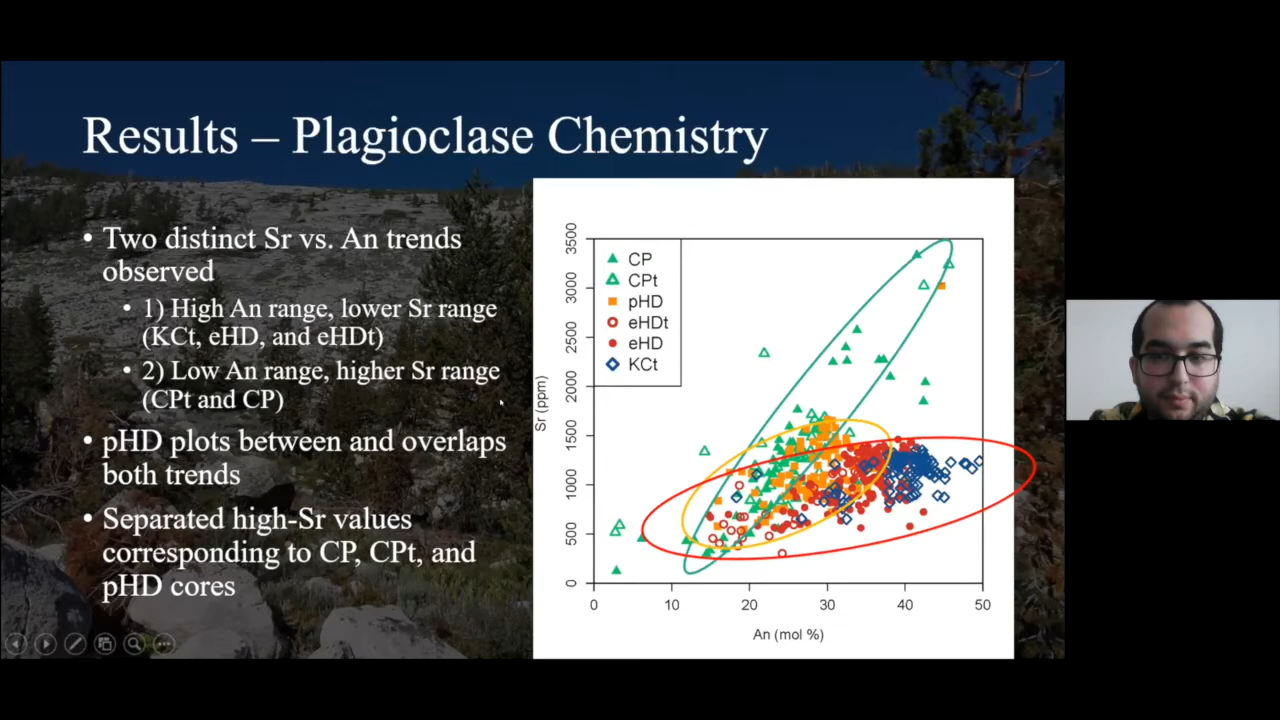 Results – Plagioclase Chemistry
• Two distinct Sr vs. An trends
observed
• 1) High An range, lower Sr range
(KCt, eHD, and eHDt)
• 2) Low An range, higher Sr range
(CPt and CP)
• pHD plots between and overlaps
both trends
• Separated high-Sr values
corresponding to CP, CPt, and
pHD cores
Sr (ppm)
3500
3000
2500
2000
1500
1000
500
0
CP
CPt
pHD
eHDt
eHD
KCt
0 10 20 30 40 50
An (mol %)